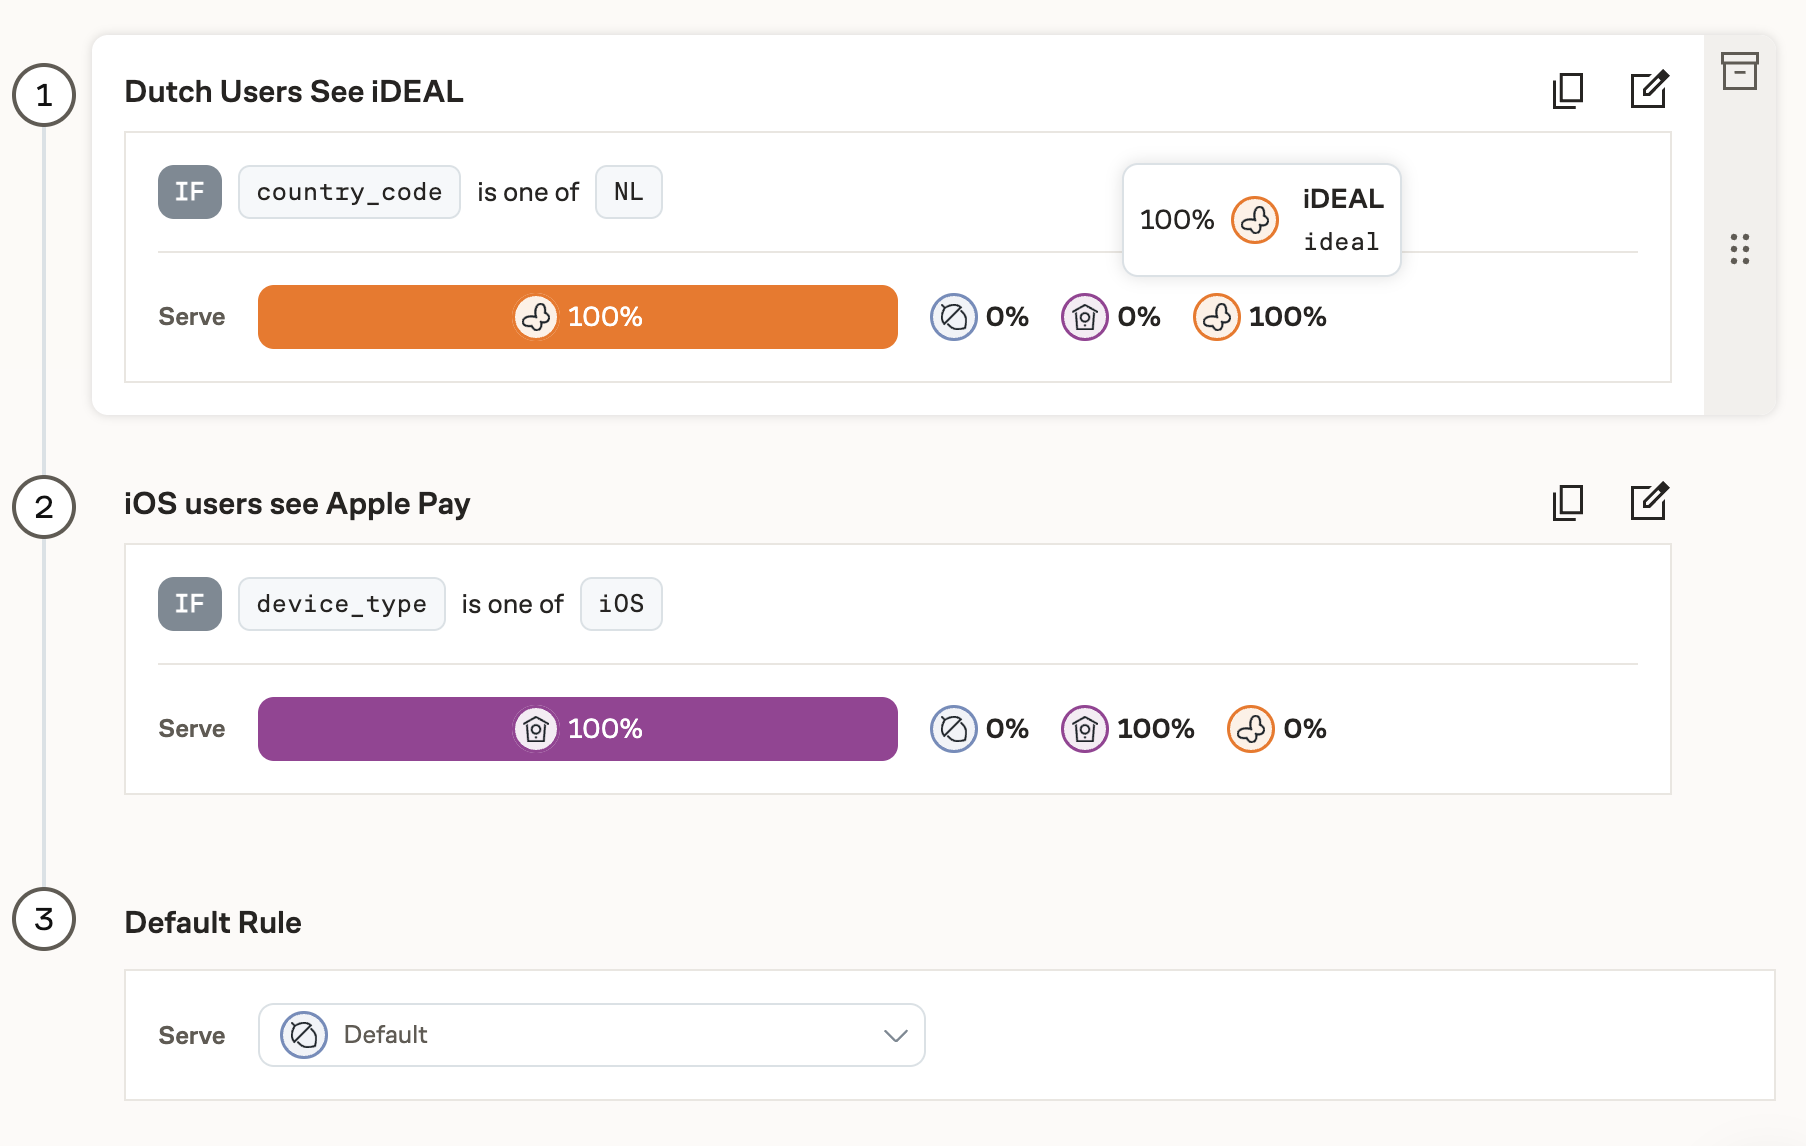 1
Dutch Users See iDEAL
IF country_code is one of NL
100% iDEAL
ideal
Serve 100% 0% 0% 100%
2
iOS users see Apple Pay
IF device_type is one of iOS
Serve 100% 0% 100% 0%
3
Default Rule
Serve Default